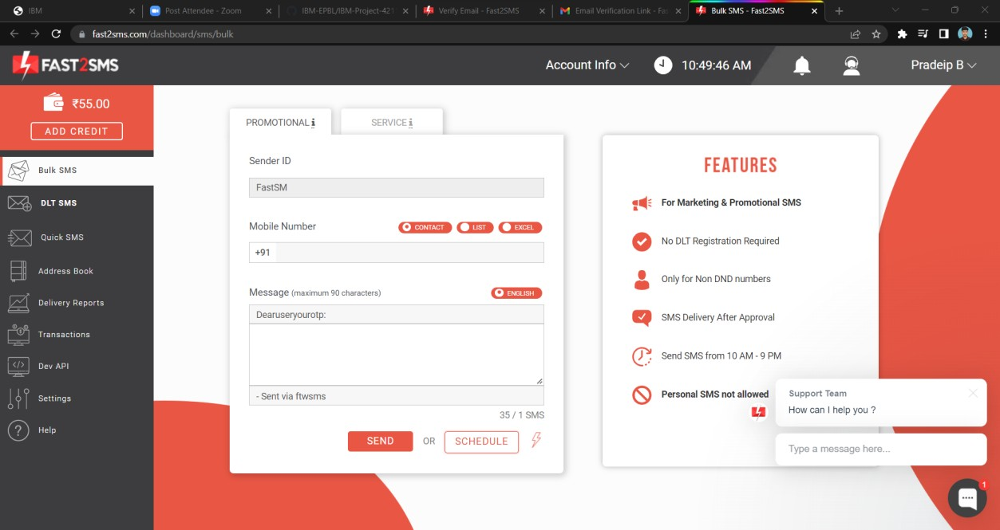 IBM
Post Attendee - Zoom
IBM-EPBL/IBM-Project-421
Verify Email - Fast2SMS
Email Verification Link - Fas
Bulk SMS - Fast2SMS
fast2sms.com/dashboard/sms/bulk
FAST2SMS
Account Info
10:49:46 AM
Pradeip B
₹55.00
ADD CREDIT
Bulk SMS
DLT SMS
Quick SMS
Address Book
Delivery Reports
Transactions
Dev API
Settings
Help
PROMOTIONAL i
SERVICE i
Sender ID
FastSM
Mobile Number
CONTACT
LIST
EXCEL
+91
Message (maximum 90 characters)
ENGLISH
Dearuseryourotp:
- Sent via ftwsms
35 / 1 SMS
SEND
OR
SCHEDULE
FEATURES
For Marketing & Promotional SMS
No DLT Registration Required
Only for Non DND numbers
SMS Delivery After Approval
Send SMS from 10 AM - 9 PM
Personal SMS not allowed
Support Team
How can I help you ?
Type a message here...
1